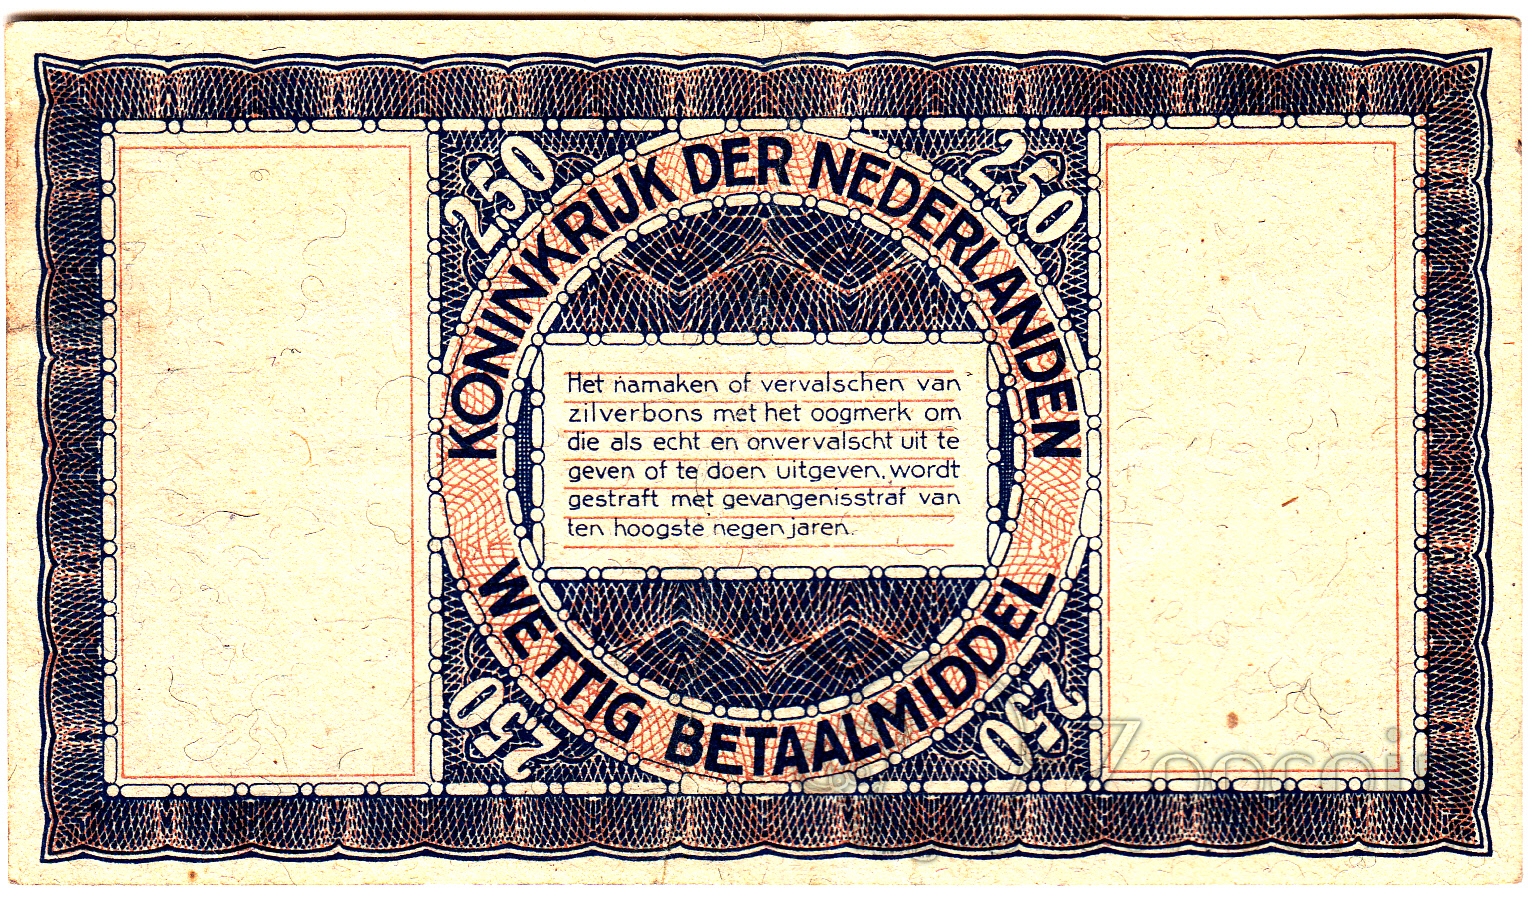 2,50
2,50
KONINKRIJK DER NEDERLANDEN
Het namaken of vervalschen van
zilverbons met het oogmerk om
die als echt en onvervalscht uit te
geven of te doen uitgeven, wordt
gestraft met gevangenisstraf van
ten hoogste negen jaren.
WETTIG BETAALMIDDEL
2,50
2,50